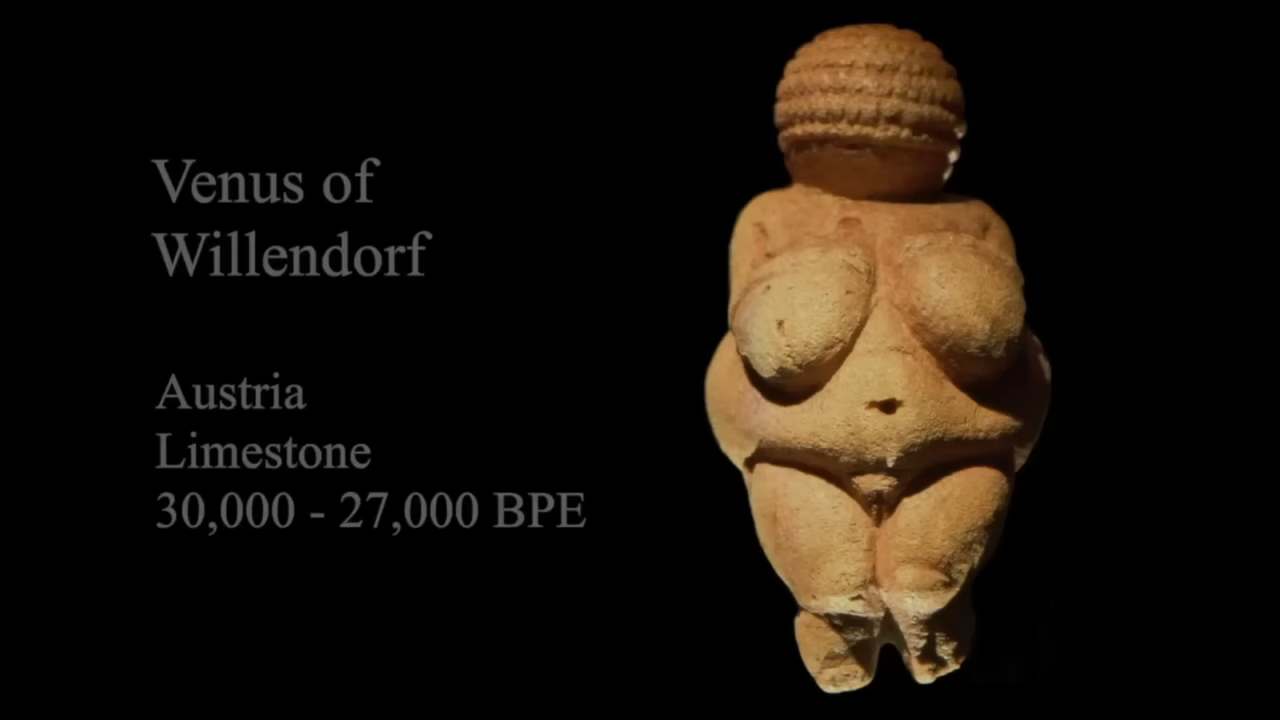 Venus of
Willendorf
Austria
Limestone
30,000 - 27,000 BPE